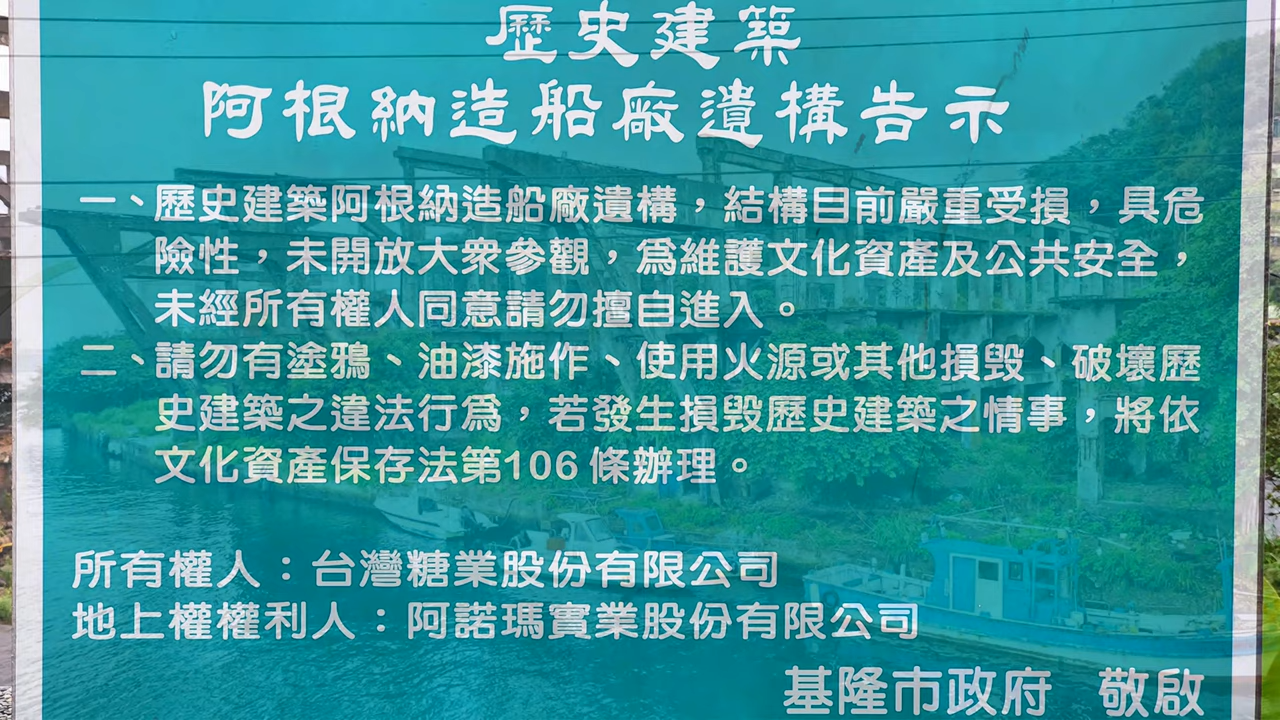 歷史建築
阿根納造船廠遺構告示
一、歷史建築阿根納造船廠遺構，結構目前嚴重受損，具危
險性，未開放大衆參觀，為維護文化資產及公共安全，
未經所有權人同意請勿擅自進入。
二、請勿有塗鴉、油漆施作、使用火源或其他損毀、破壞歷
史建築之違法行為，若發生損毀歷史建築之情事，將依
文化資產保存法第106條辦理。
所有權人：台灣糖業股份有限公司
地上權權利人：阿諾瑪實業股份有限公司
基隆市政府 敬啟